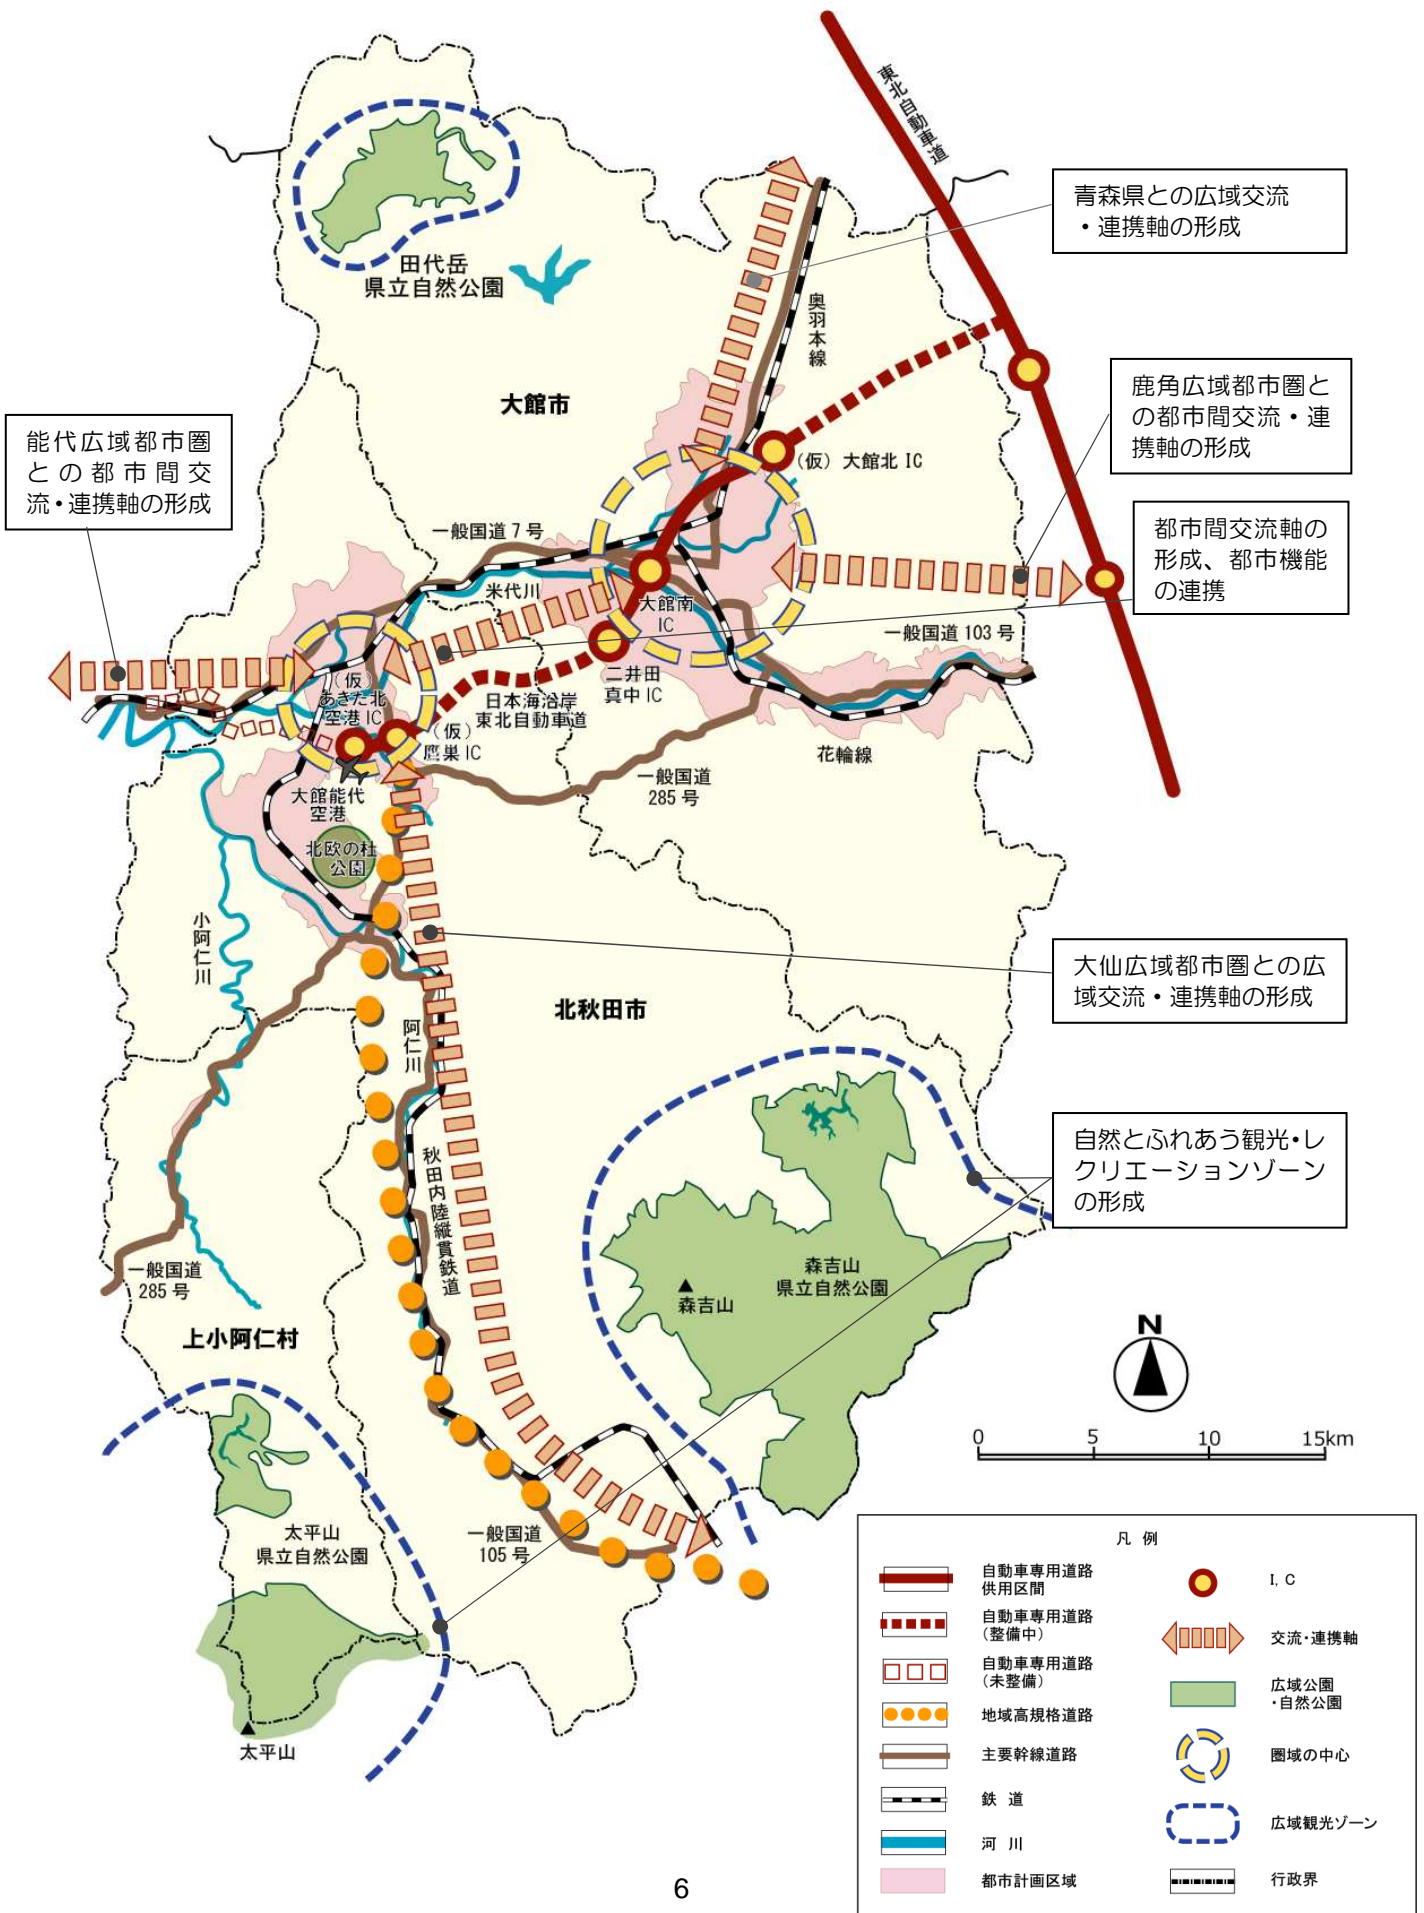 東北自動車道
青森県との広域交流
・連携軸の形成
田代岳
県立自然公園
奥羽本線
鹿角広域都市圏と
の都市間交流・連
携軸の形成
大館市
能代広域都市圏
との都市間交
流・連携軸の形成
(仮) 大館北 IC
都市間交流軸の
形成、都市機能
の連携
一般国道 7 号
米代川
大館南
IC
一般国道 103 号
(仮)
あきた北
空港 IC
二井田
真中 IC
日本海沿岸
東北自動車道
(仮)
鷹巣 IC
花輪線
一般国道
285 号
大館能代
空港
北欧の杜
公園
小阿仁川
大仙広域都市圏との広
域交流・連携軸の形成
北秋田市
阿仁川
自然とふれあう観光・レ
クリエーションゾーン
の形成
秋田内陸縦貫鉄道
森吉山
県立自然公園
森吉山
一般国道
285 号
上小阿仁村
N
0 5 10 15km
太平山
県立自然公園
一般国道
105 号
太平山
凡 例
自動車専用道路
供用区間
自動車専用道路
(整備中)
自動車専用道路
(未整備)
地域高規格道路
主要幹線道路
鉄 道
河 川
都市計画区域
I, C
交流・連携軸
広域公園
・自然公園
圏域の中心
広域観光ゾーン
行政界
6